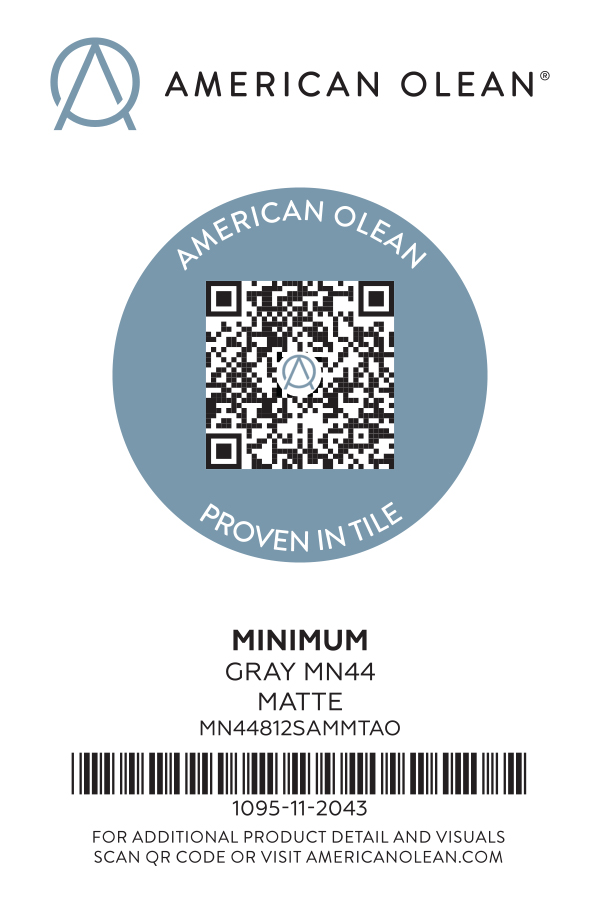 AMERICAN OLEAN®
AMERICAN OLEAN
PROVEN IN TILE
MINIMUM
GRAY MN44
MATTE
MN44812SAMMTAO
1095-11-2043
FOR ADDITIONAL PRODUCT DETAIL AND VISUALS
SCAN QR CODE OR VISIT AMERICANOLEAN.COM